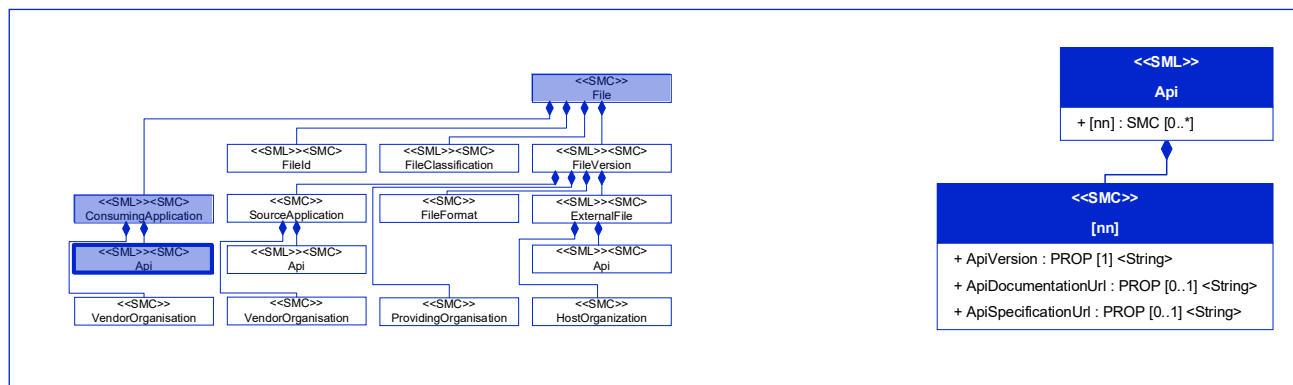 <<SMC>>
File
<<SML>><SMC>
FileId
<<SML>><SMC>
FileClassification
<<SML>><SMC>
FileVersion
<<SML>><SMC>
ConsumingApplication
<<SMC>>
SourceApplication
<<SMC>>
FileFormat
<<SML>><SMC>
ExternalFile
<<SML>><SMC>
Api
<<SML>><SMC>
Api
<<SML>><SMC>
Api
<<SMC>>
VendorOrganisation
<<SMC>>
VendorOrganisation
<<SMC>>
ProvidingOrganisation
<<SMC>>
HostOrganization
<<SML>>
Api
+ [nn] : SMC [0..*]
<<SMC>>
[nn]
+ ApiVersion : PROP [1] <String>
+ ApiDocumentationUrl : PROP [0..1] <String>
+ ApiSpecificationUrl : PROP [0..1] <String>